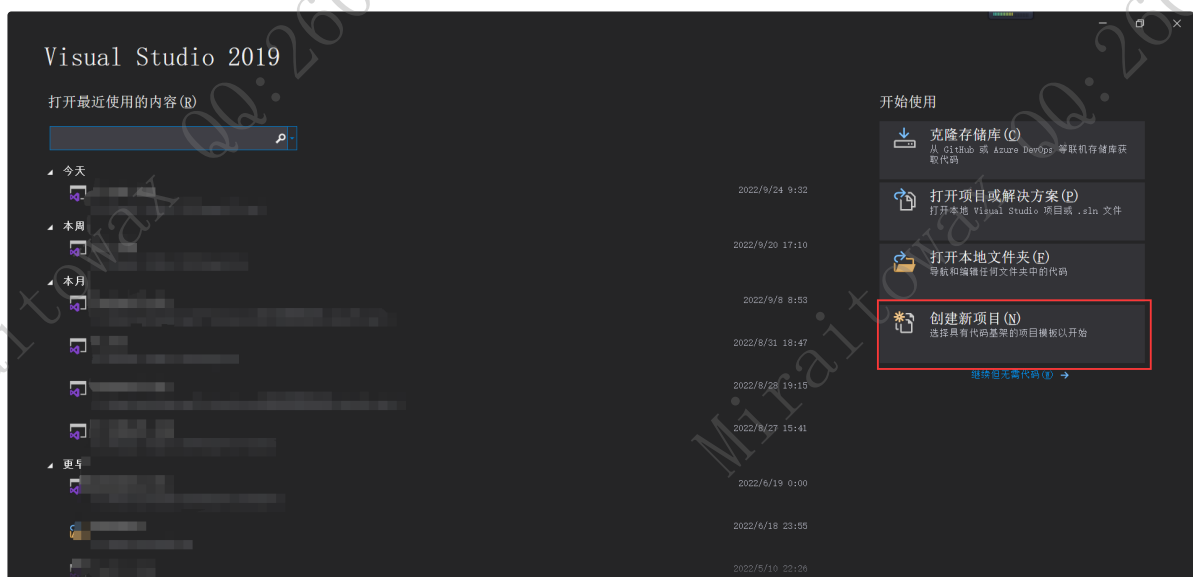 Visual Studio 2019
打开最近使用的内容(R)
今天
2022/9/24 9:32
本周
2022/9/20 17:10
本月
2022/9/8 8:53
2022/8/31 18:47
2022/8/28 19:15
2022/8/27 15:41
2022/6/19 0:00
2022/6/18 23:55
2022/5/10 22:26
开始使用
克隆存储库(C)
从 GitHub 或 Azure DevOps 等联机存储库获
取代码
打开项目或解决方案(P)
打开本地 Visual Studio 项目或 .sln 文件
打开本地文件夹(F)
导航和编辑任何文件夹中的代码
创建新项目(N)
选择具有代码基架的项目模板以开始
继续但无需代码(W) →
Miraitowax QQ:260